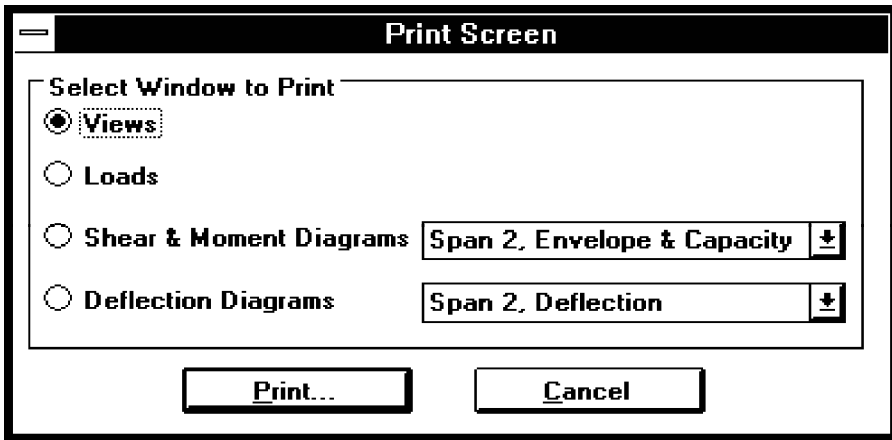 Print Screen
Select Window to Print
Views
Loads
Shear & Moment Diagrams Span 2, Envelope & Capacity
Deflection Diagrams Span 2, Deflection
Print... Cancel